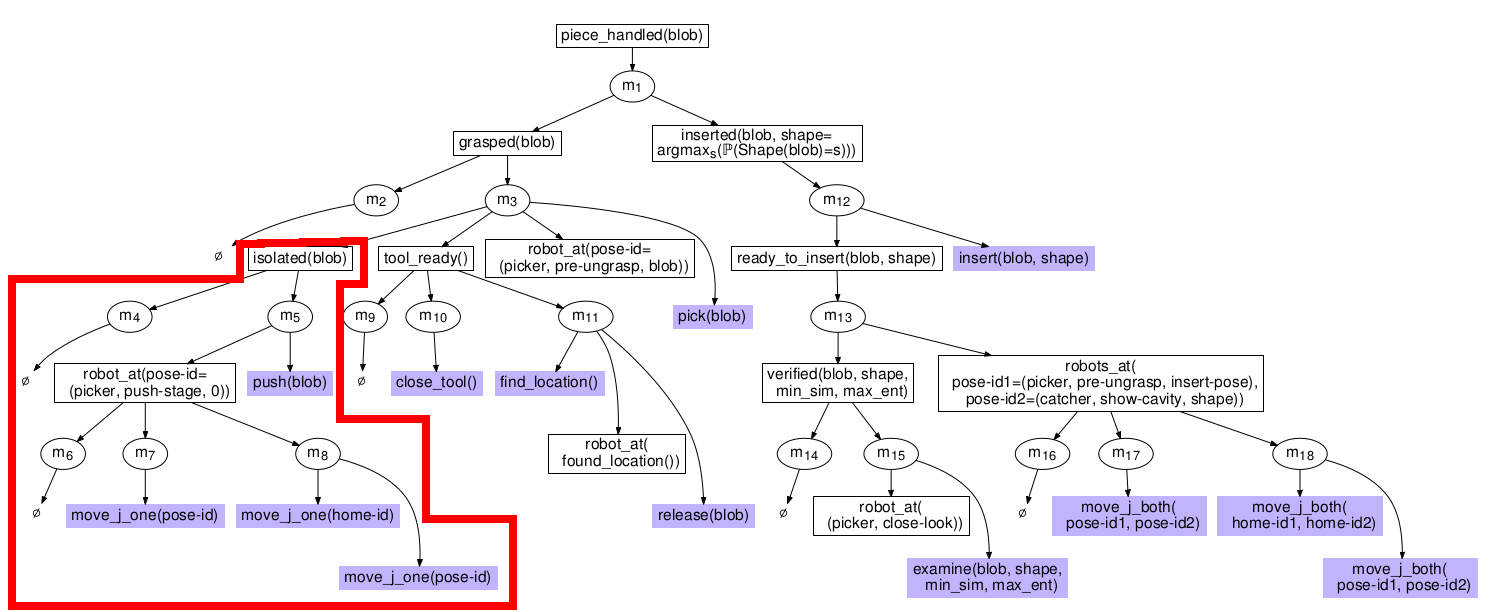 piece_handled(blob)
m1
grasped(blob)
inserted(blob, shape=
argmaxs(ℙ(Shape(blob)=s)))
m2
m3
m12
∅
isolated(blob)
tool_ready()
robot_at(pose-id=
(picker, pre-ungrasp, blob))
ready_to_insert(blob, shape)
insert(blob, shape)
m4
m5
m9
m10
m11
pick(blob)
m13
∅
robot_at(pose-id=
(picker, push-stage, 0))
push(blob)
∅
close_tool()
find_location()
verified(blob, shape,
min_sim, max_ent)
robots_at(
pose-id1=(picker, pre-ungrasp, insert-pose),
pose-id2=(catcher, show-cavity, shape))
m6
m7
m8
robot_at(
found_location())
m14
m15
m16
m17
m18
∅
move_j_one(pose-id)
move_j_one(home-id)
release(blob)
∅
robot_at(
(picker, close-look))
∅
move_j_both(
pose-id1, pose-id2)
move_j_both(
home-id1, home-id2)
move_j_one(pose-id)
examine(blob, shape,
min_sim, max_ent)
move_j_both(
pose-id1, pose-id2)